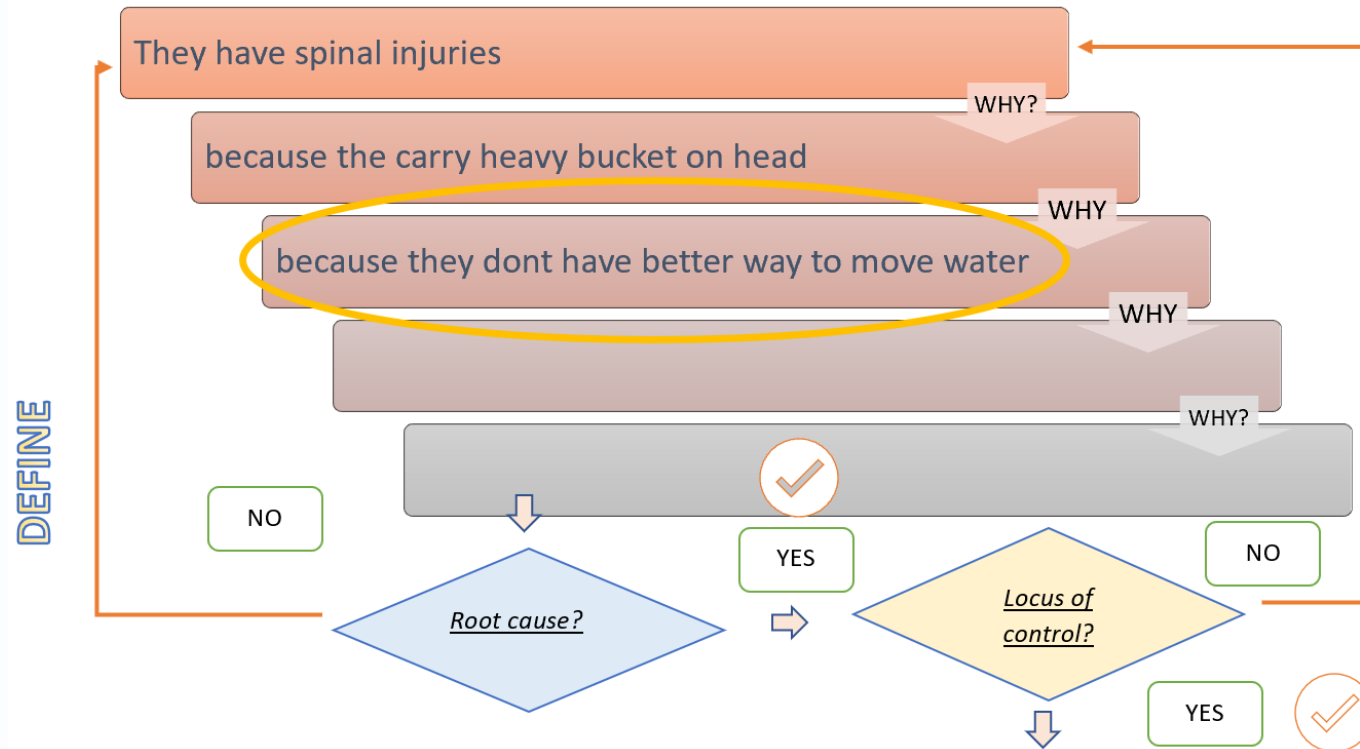 They have spinal injuries
WHY?
because the carry heavy bucket on head
WHY
because they dont have better way to move water
WHY
WHY?
DEFINE
NO
YES
NO
Root cause?
Locus of
control?
YES